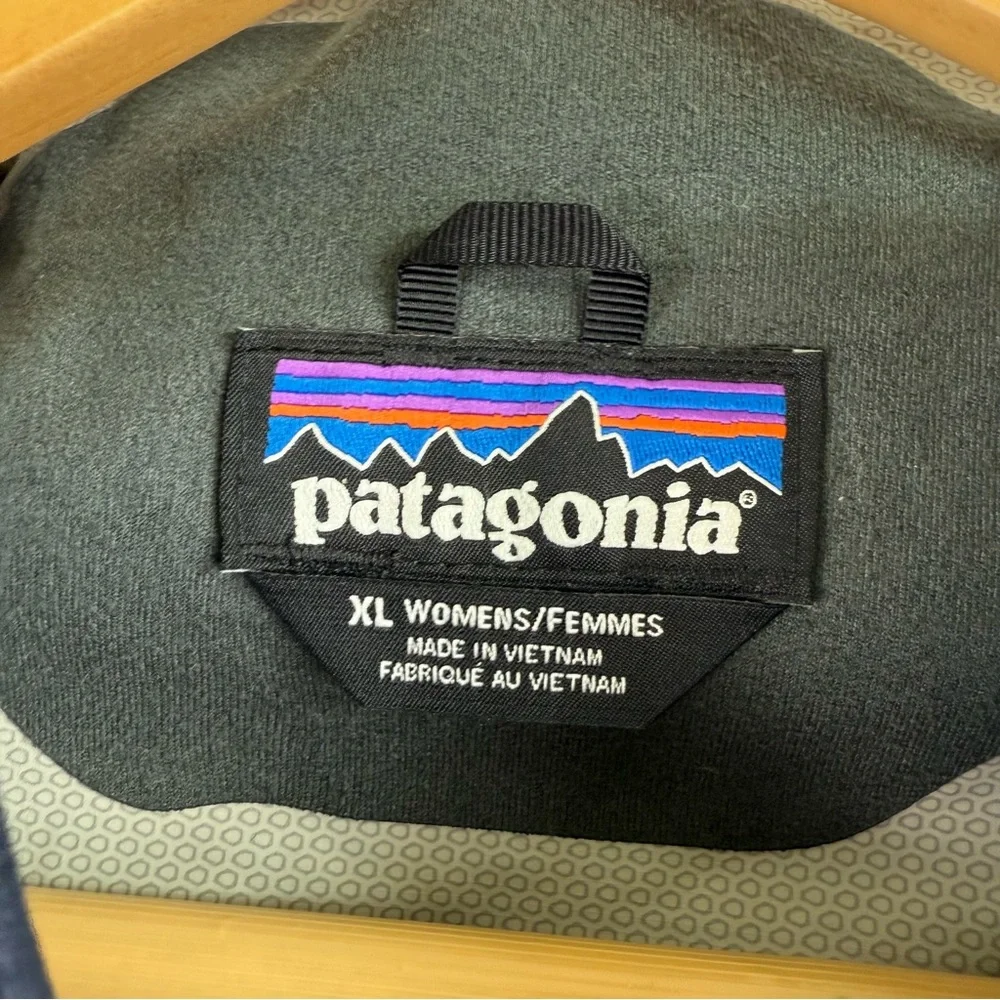 patagonia®
XL WOMENS/FEMMES
MADE IN VIETNAM
FABRIQUÉ AU VIETNAM